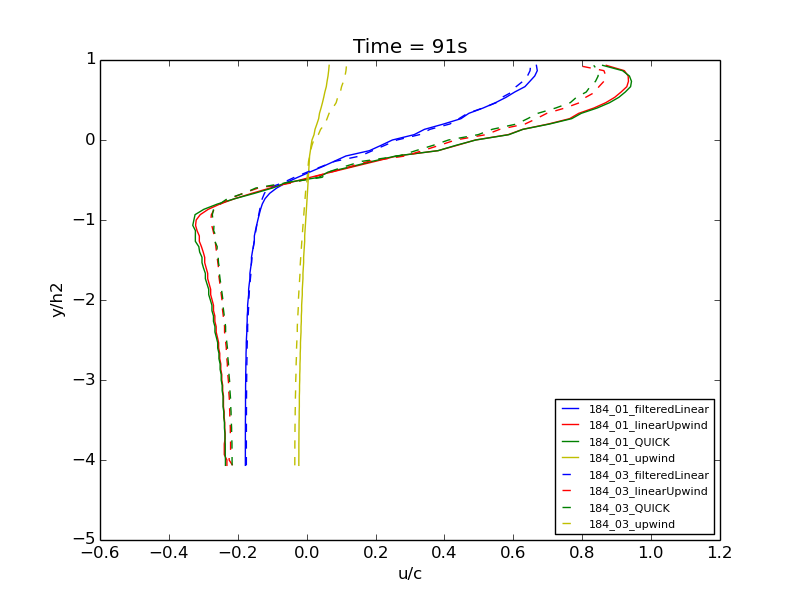 Time = 91s
1
0
−1
−2
−3
−4
−5
y/h2
−0.6 −0.4 −0.2 0.0 0.2 0.4 0.6 0.8 1.0 1.2
u/c
184_01_filteredLinear
184_01_linearUpwind
184_01_QUICK
184_01_upwind
184_03_filteredLinear
184_03_linearUpwind
184_03_QUICK
184_03_upwind